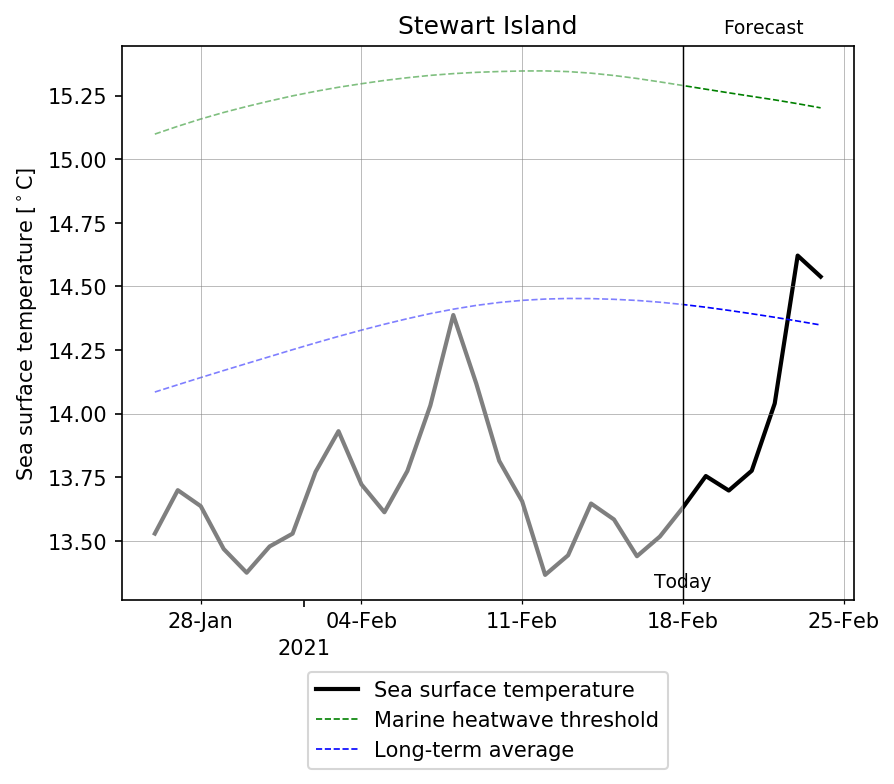 Stewart Island
Forecast
Sea surface temperature [°C]
15.25
15.00
14.75
14.50
14.25
14.00
13.75
13.50
Today
28-Jan 04-Feb 11-Feb 18-Feb 25-Feb
2021
Sea surface temperature
Marine heatwave threshold
Long-term average